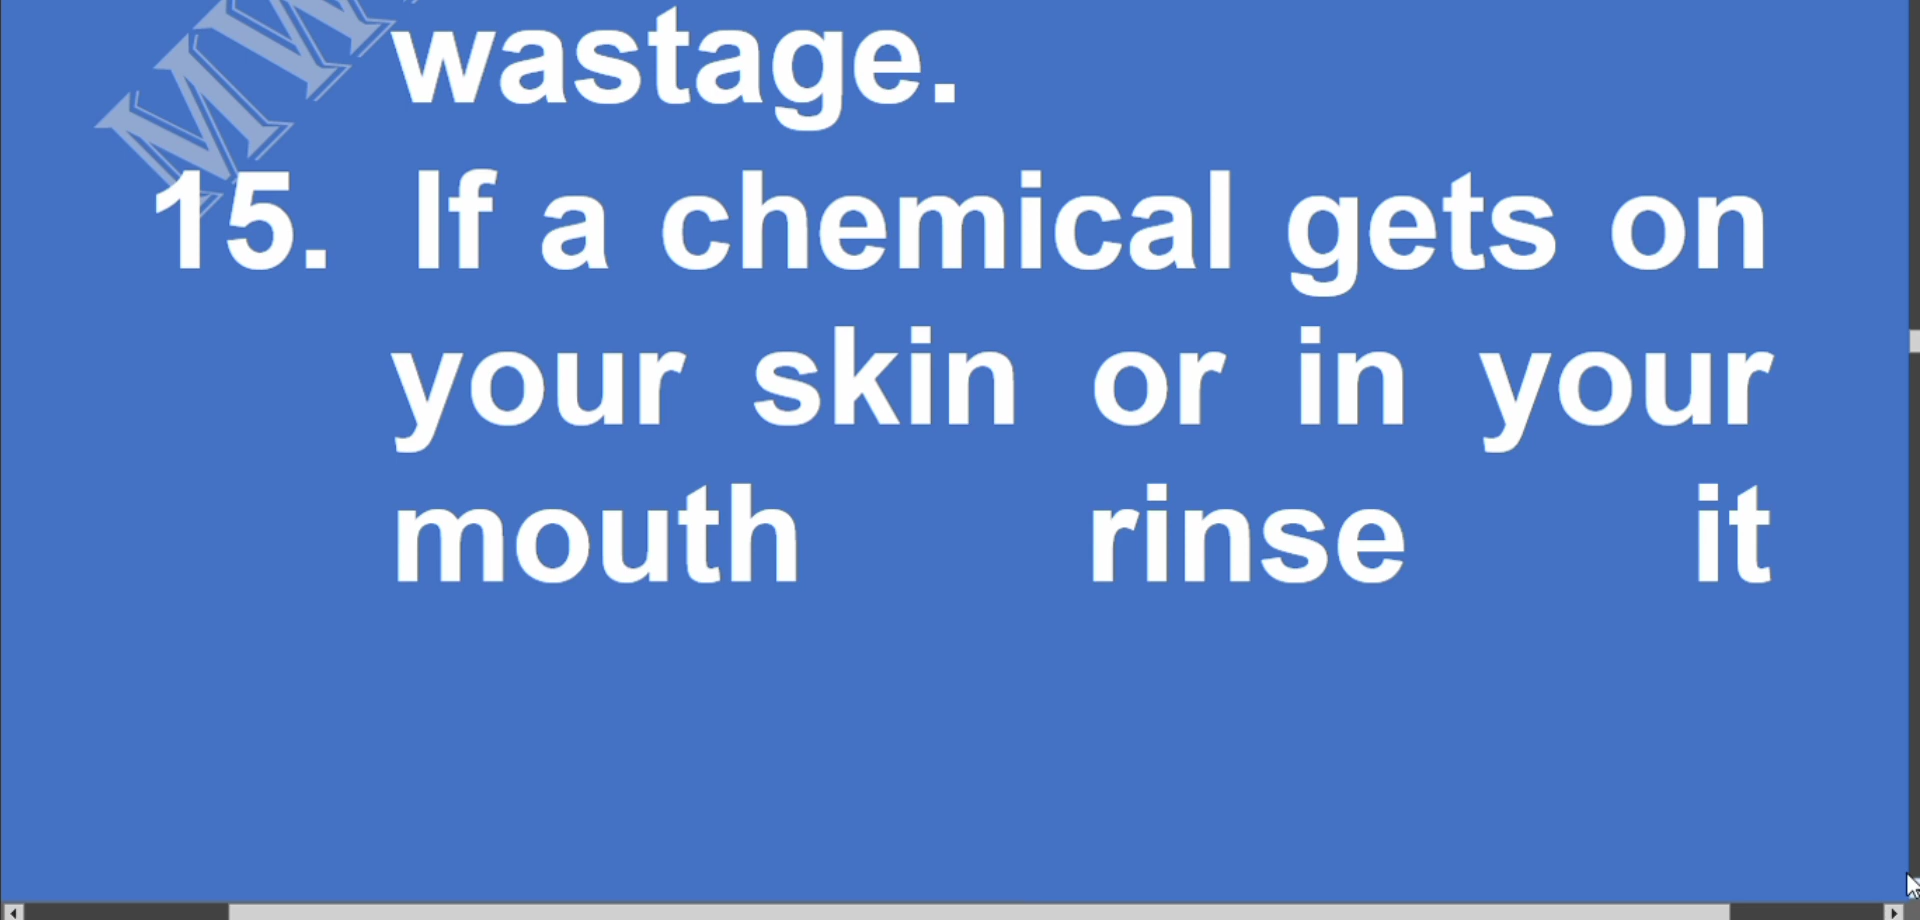 wastage.
15. If a chemical gets on
your skin or in your
mouth rinse it